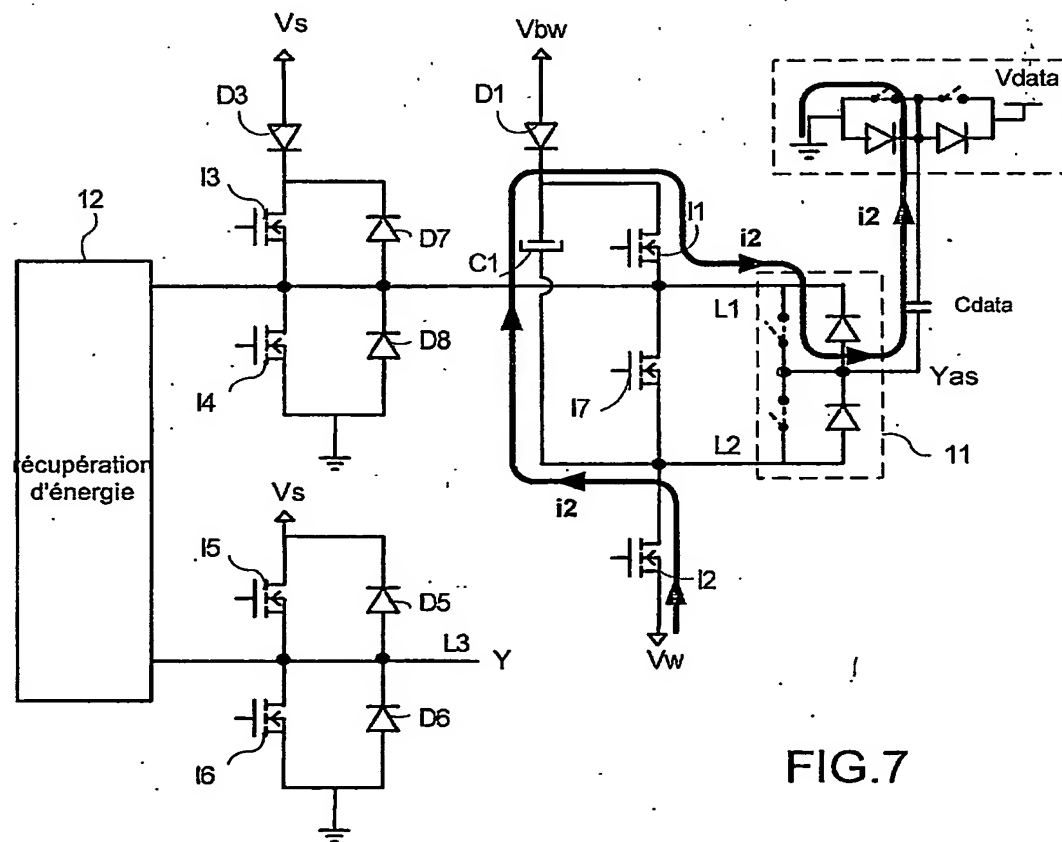 Vs
Vbw
Vdata
D3
D1
12
I3
D7
I1
i2
i2
C1
L1
Cdata
I4
D8
Yas
I7
L2
11
récupération
d'énergie
Vs
i2
I5
D5
I2
L3
Y
Vw
D6
I6
FIG.7